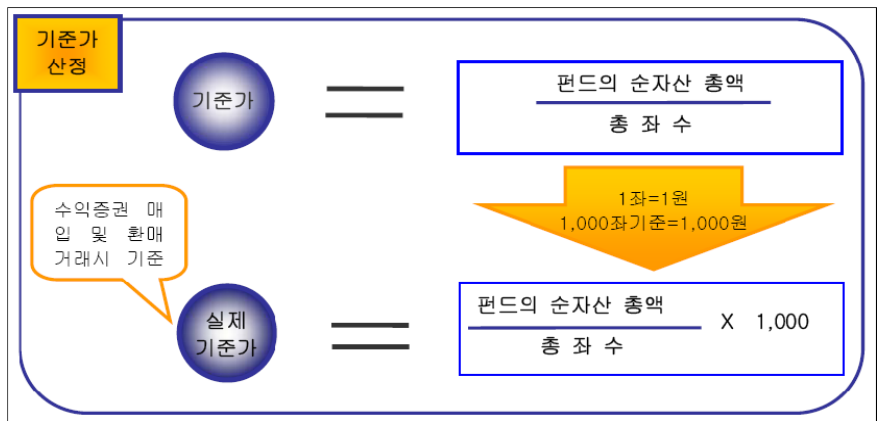 기준가
산정
기준가
펀드의 순자산 총액
총 좌 수
1좌=1원
1,000좌기준=1,000원
수익증권 매
입 및 환매
거래시 기준
실제
기준가
펀드의 순자산 총액
총 좌 수
X 1,000